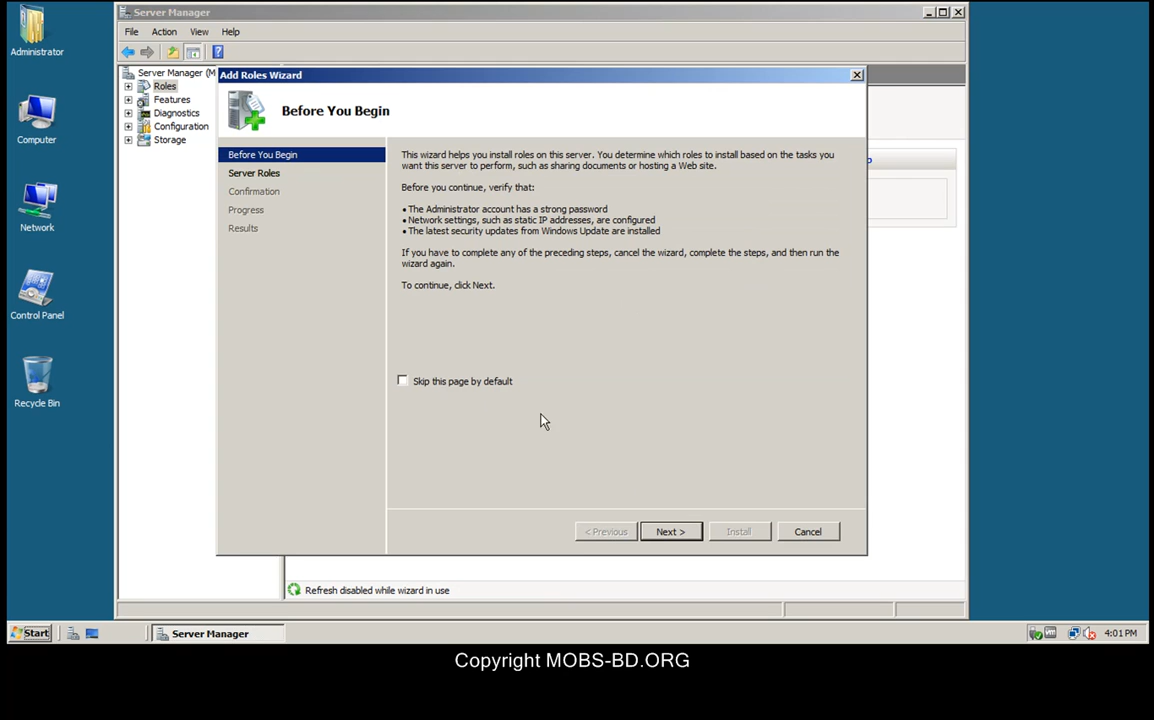 Server Manager
File Action View Help
Administrator
Computer
Network
Control Panel
Recycle Bin
Server Manager (M
Roles
Features
Diagnostics
Configuration
Storage
Add Roles Wizard
Before You Begin
Before You Begin
Server Roles
Confirmation
Progress
Results
This wizard helps you install roles on this server. You determine which roles to install based on the tasks you
want this server to perform, such as sharing documents or hosting a Web site.
Before you continue, verify that:
• The Administrator account has a strong password
• Network settings, such as static IP addresses, are configured
• The latest security updates from Windows Update are installed
If you have to complete any of the preceding steps, cancel the wizard, complete the steps, and then run the
wizard again.
To continue, click Next.
Skip this page by default
< Previous Next > Install Cancel
Refresh disabled while wizard in use
Start Server Manager 4:01 PM
Copyright MOBS-BD.ORG